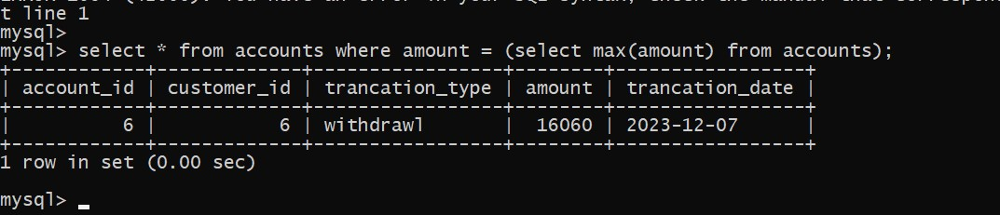 t line 1
mysql>
mysql> select * from accounts where amount = (select max(amount) from accounts);
+------------+-------------+-----------------+--------+-----------------+
| account_id | customer_id | trancation_type | amount | trancation_date |
+------------+-------------+-----------------+--------+-----------------+
|          6 |           6 | withdrawl       |  16060 | 2023-12-07      |
+------------+-------------+-----------------+--------+-----------------+
1 row in set (0.00 sec)
mysql>